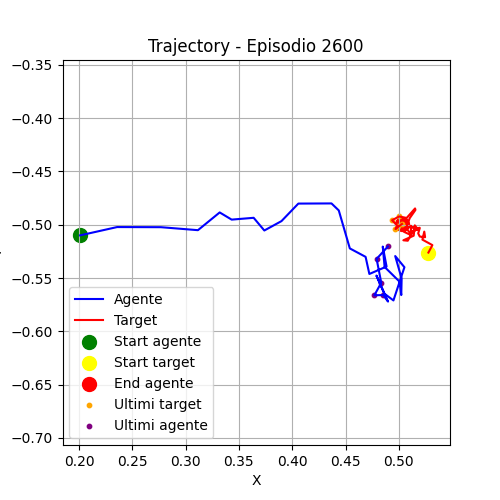 Trajectory - Episodio 2600
−0.35
−0.40
−0.45
−0.50
−0.55
−0.60
−0.65
−0.70
Agente
Target
Start agente
Start target
End agente
Ultimi target
Ultimi agente
0.20 0.25 0.30 0.35 0.40 0.45 0.50
X